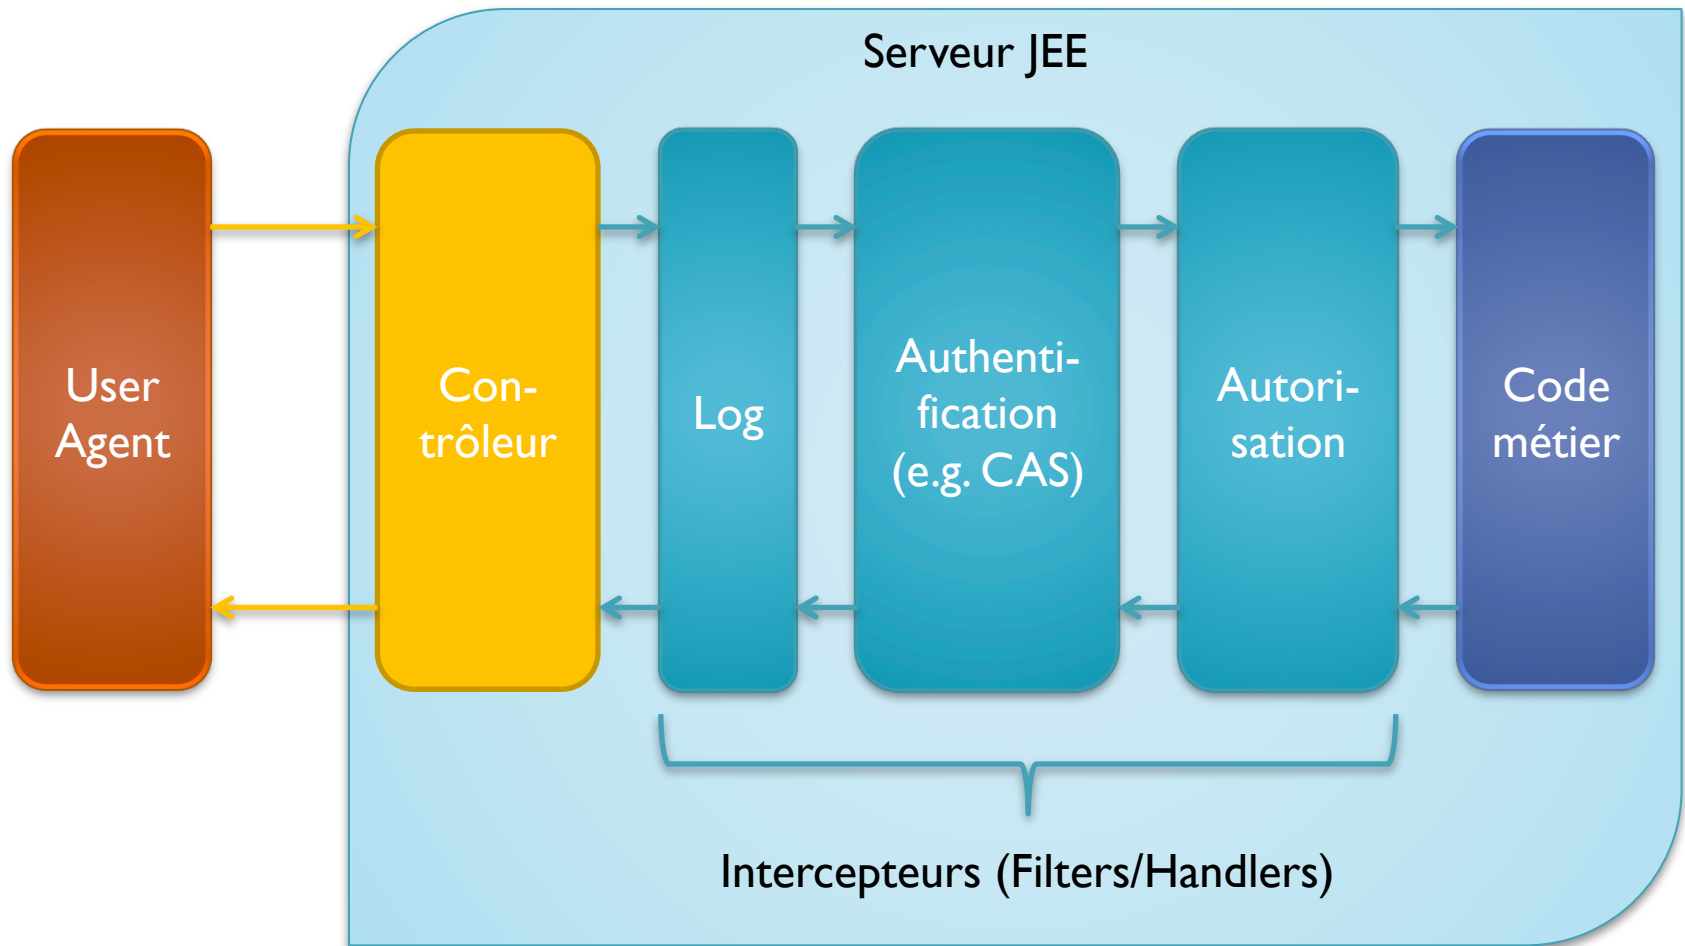 Serveur JEE
User
Agent
Con-
trôleur
Log
Authenti-
fication
(e.g. CAS)
Autori-
sation
Code
métier
Intercepteurs (Filters/Handlers)